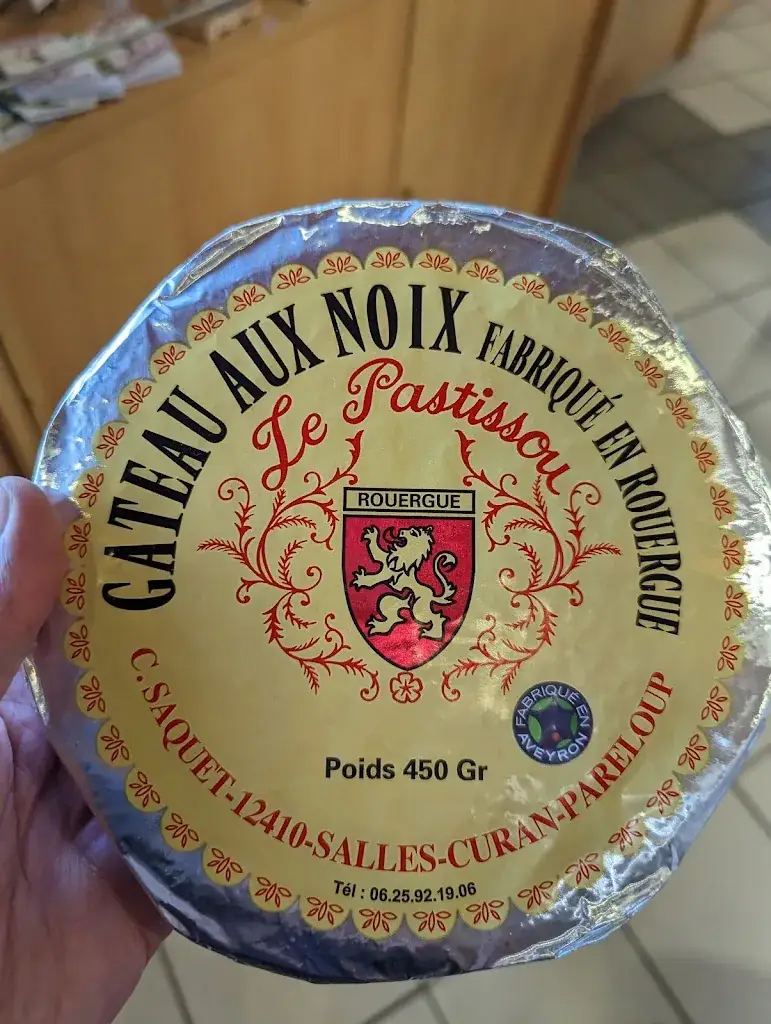 GÂTEAU AUX NOIX FABRIQUÉ EN ROUERGUE
Le Pastissou
ROUERGUE
FABRIQUÉ EN
AVEYRON
Poids 450 Gr
C. SAQUET-12410-SALLES-CURAN-PARELOUP
Tél : 06.25.92.19.06